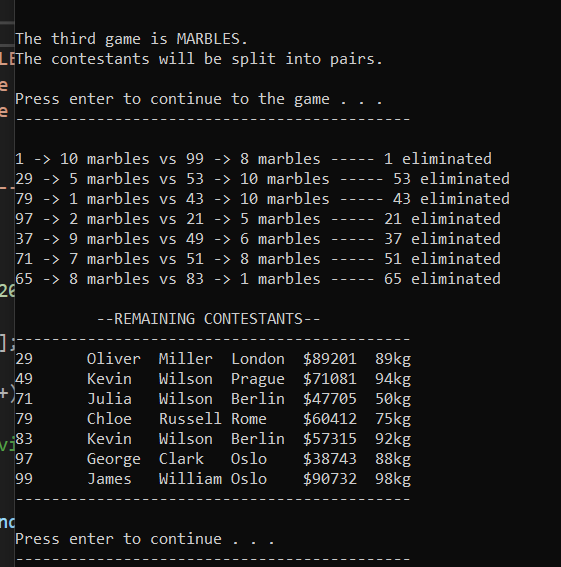 The third game is MARBLES.
The contestants will be split into pairs.
Press enter to continue to the game . . .
-----------------------------------------
1 -> 10 marbles vs 99 -> 8 marbles ----- 1 eliminated
29 -> 5 marbles vs 53 -> 10 marbles ----- 53 eliminated
79 -> 1 marbles vs 43 -> 10 marbles ----- 43 eliminated
97 -> 2 marbles vs 21 -> 5 marbles ----- 21 eliminated
37 -> 9 marbles vs 49 -> 6 marbles ----- 37 eliminated
71 -> 7 marbles vs 51 -> 8 marbles ----- 51 eliminated
65 -> 8 marbles vs 83 -> 1 marbles ----- 65 eliminated
--REMAINING CONTESTANTS--
-----------------------------------------
29 Oliver Miller London $89201 89kg
49 Kevin Wilson Prague $71081 94kg
71 Julia Wilson Berlin $47705 50kg
79 Chloe Russell Rome $60412 75kg
83 Kevin Wilson Berlin $57315 92kg
97 George Clark Oslo $38743 88kg
99 James William Oslo $90732 98kg
-----------------------------------------
Press enter to continue . . .
-----------------------------------------